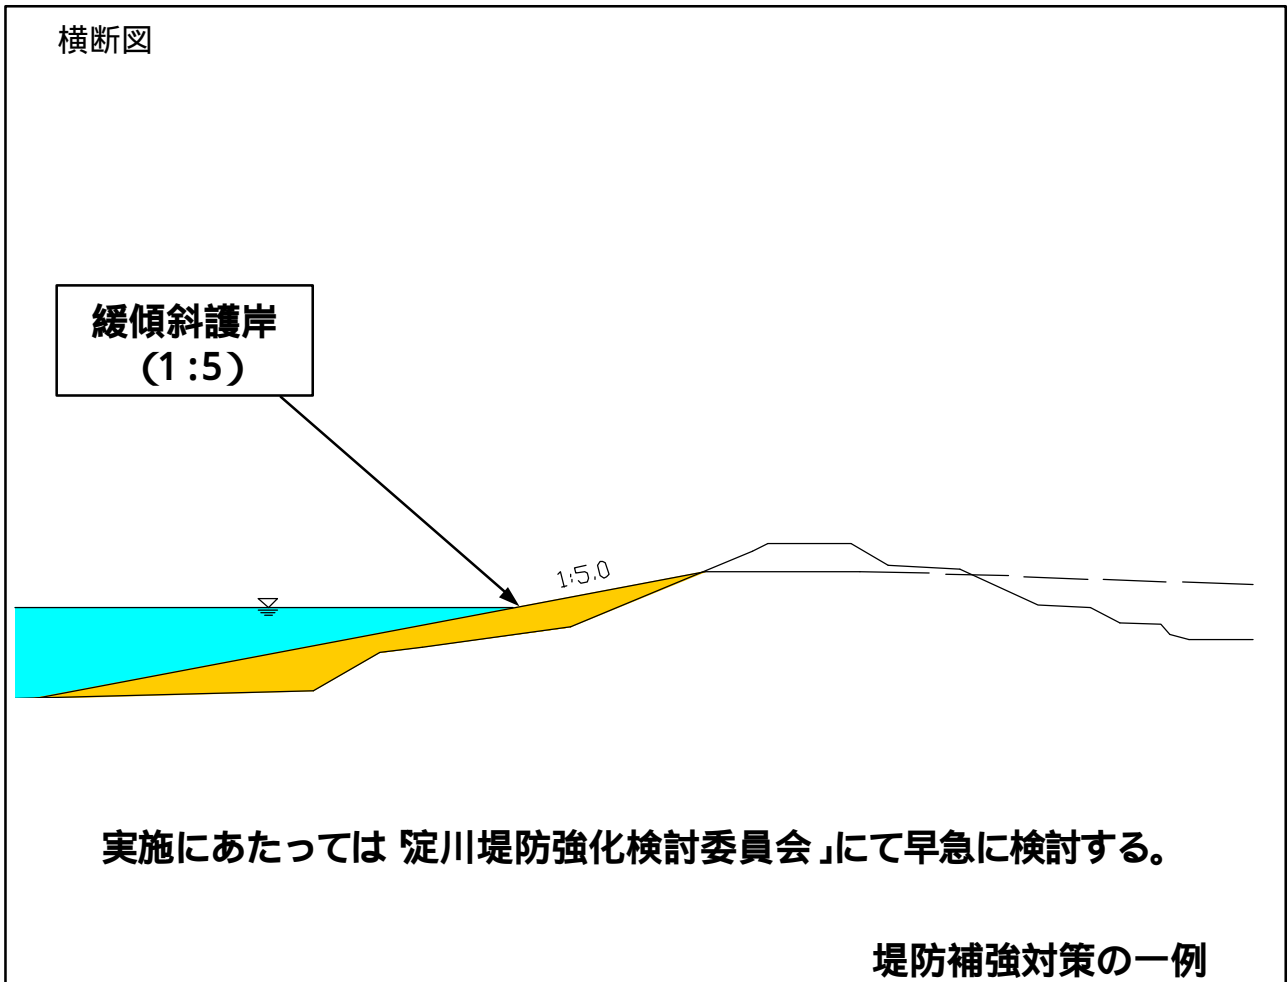 横断図
緩傾斜護岸
(1:5)
1:5.0
実施にあたっては「淀川堤防強化検討委員会」にて早急に検討する。
堤防補強対策の一例